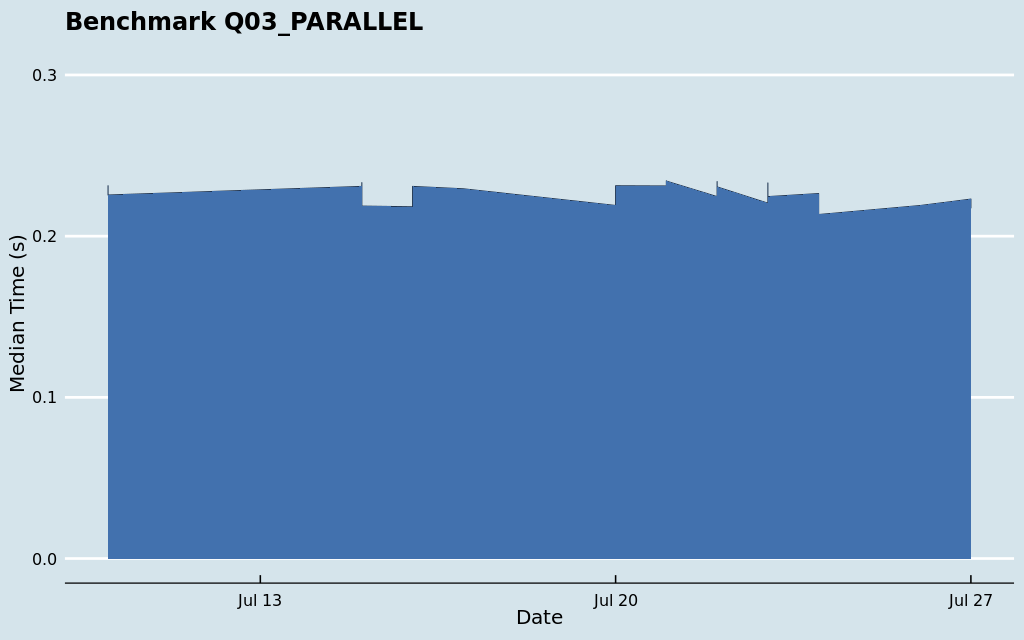 Benchmark Q03_PARALLEL
0.3
0.2
0.1
0.0
Median Time (s)
Jul 13
Jul 20
Jul 27
Date